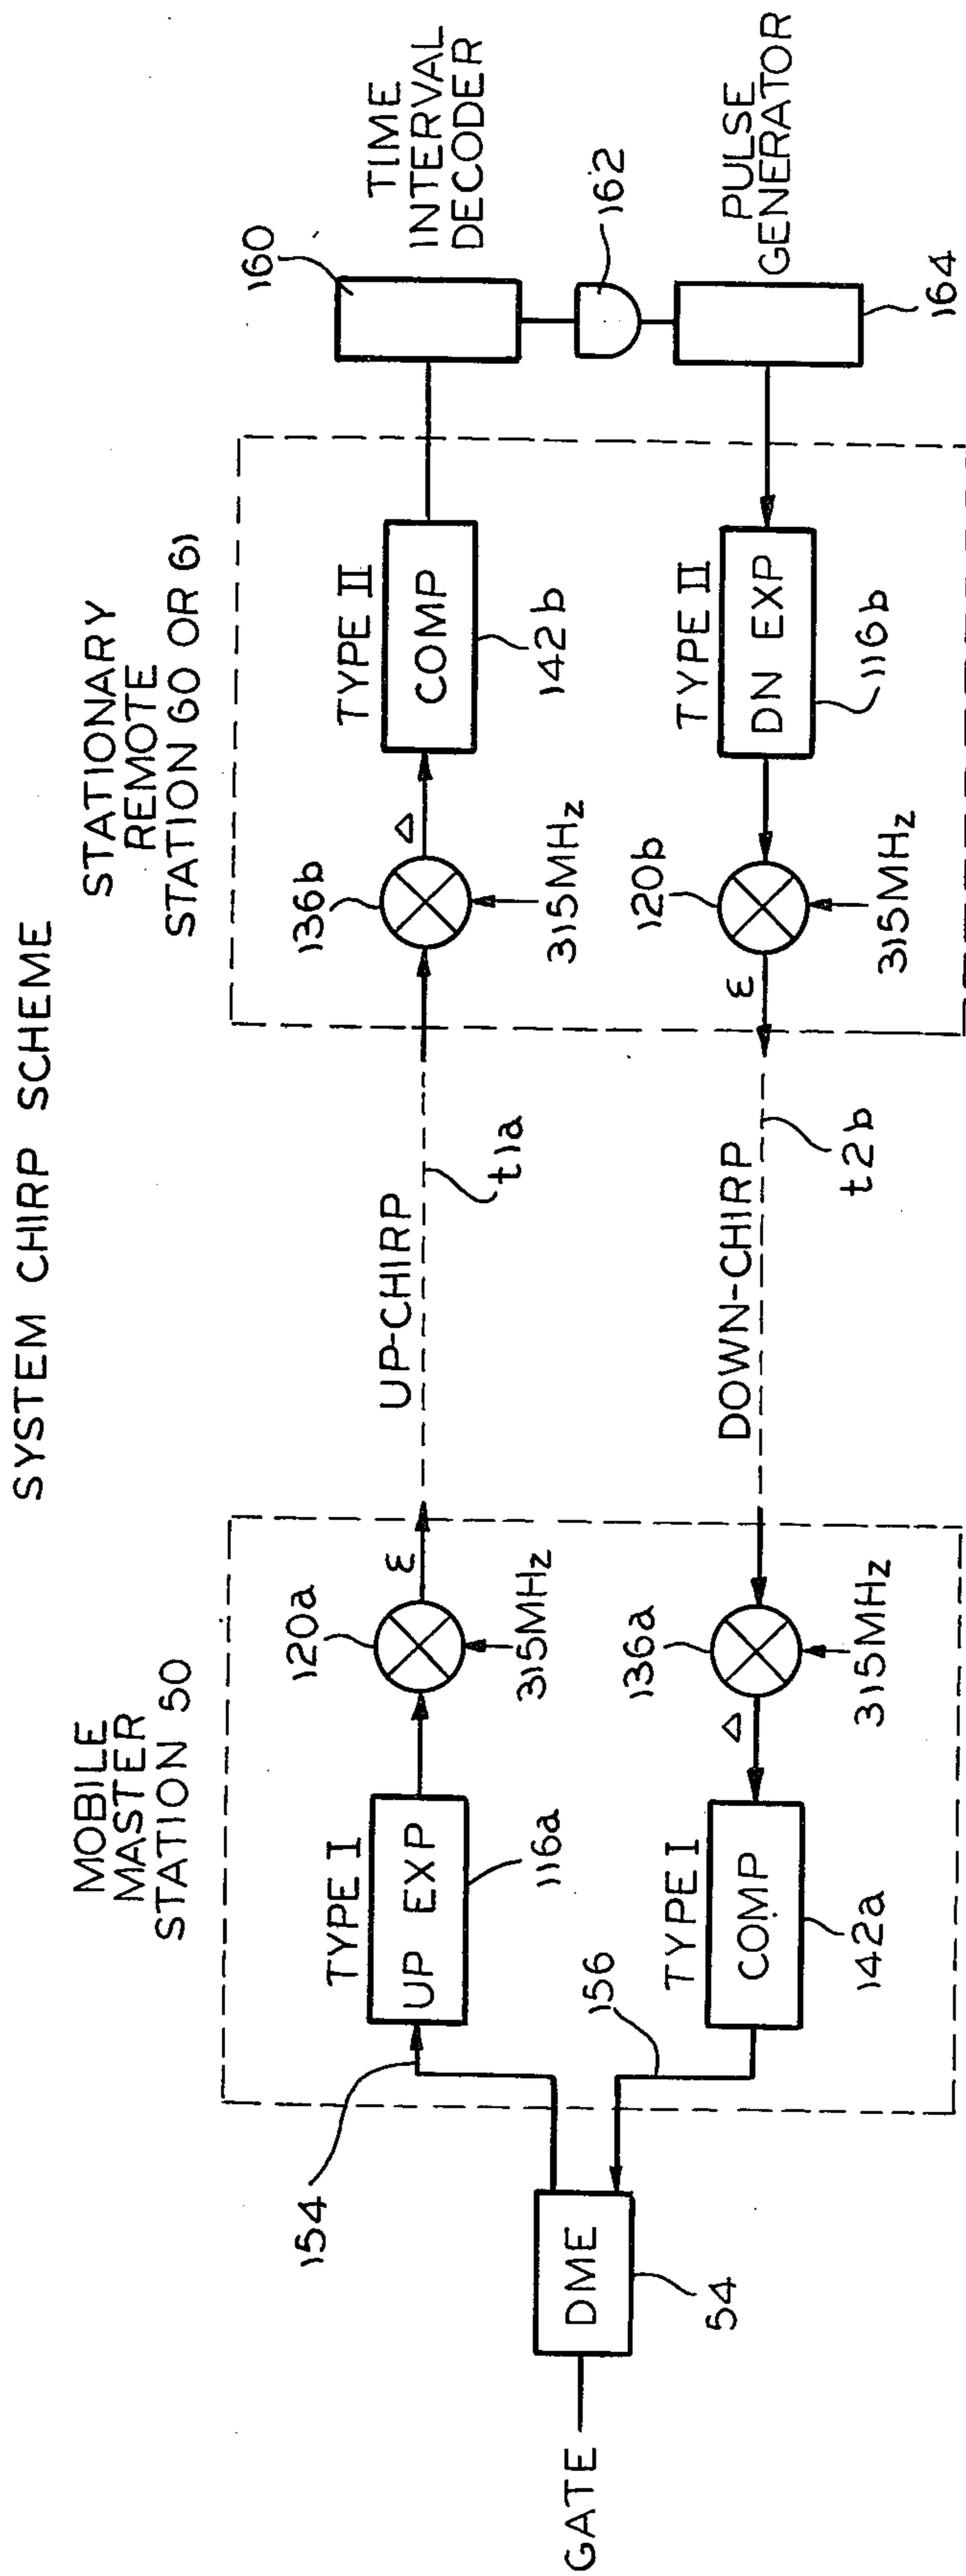 SYSTEM CHIRP SCHEME
MOBILE
MASTER
STATION 50
STATIONARY
REMOTE
STATION 60 OR 61
GATE
DME
54
154
156
TYPE I
UP EXP
116a
120a
315MHz
ε
UP-CHIRP
t1a
136b
315MHz
Δ
TYPE II
COMP
142b
160
TIME
INTERVAL
DECODER
162
PULSE
GENERATOR
164
TYPE II
DN EXP
116b
120b
315MHz
ε
DOWN-CHIRP
t2b
136a
315MHz
Δ
TYPE I
COMP
142a